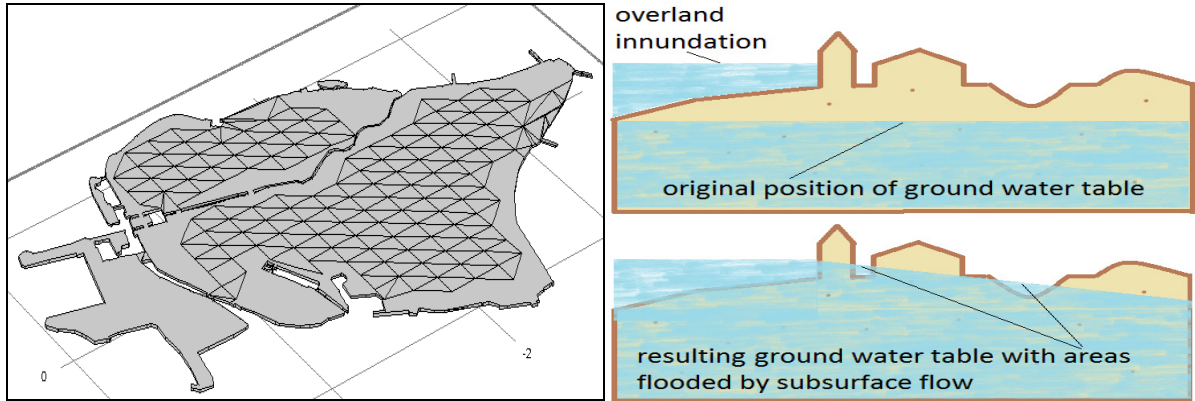 0
-2
overland
innundation
original position of ground water table
resulting ground water table with areas
flooded by subsurface flow